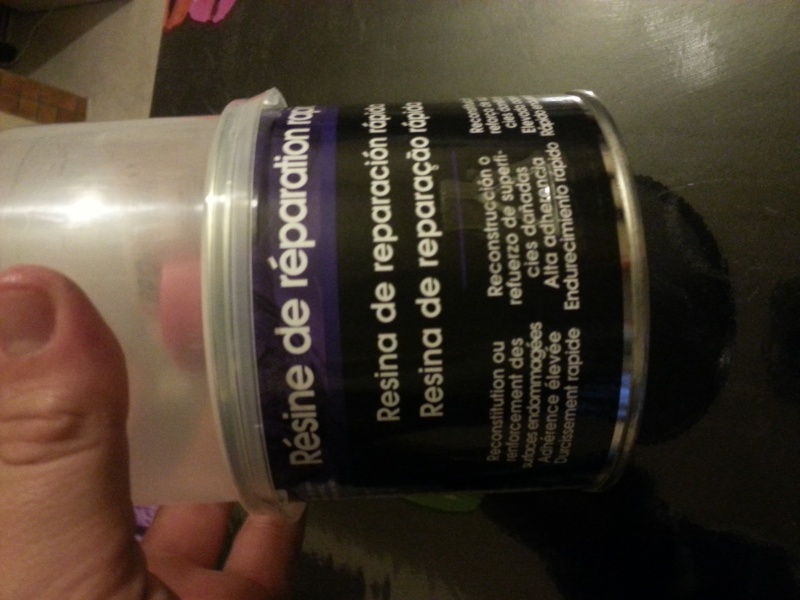 Résine de réparation
Resina de reparación rápida
Resina de reparação rápida
Reconstitution ou
renforcement des
surfaces endommagées
Adhérence élevée
Durcissement rapide
Reconstrucción o
refuerzo de superfi-
cies dañadas
Alta adherencia
Endurecimiento rápido